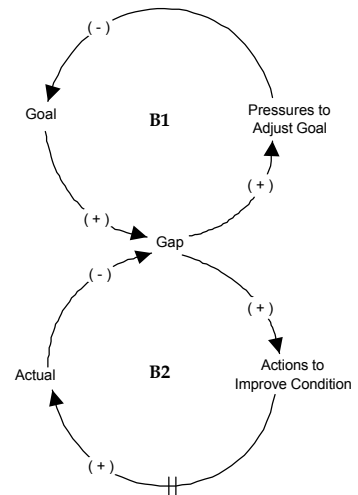 ( - )
Goal
B1
Pressures to
Adjust Goal
( + )
( + )
Gap
( - )
( + )
Actual
B2
Actions to
Improve Condition
( + )